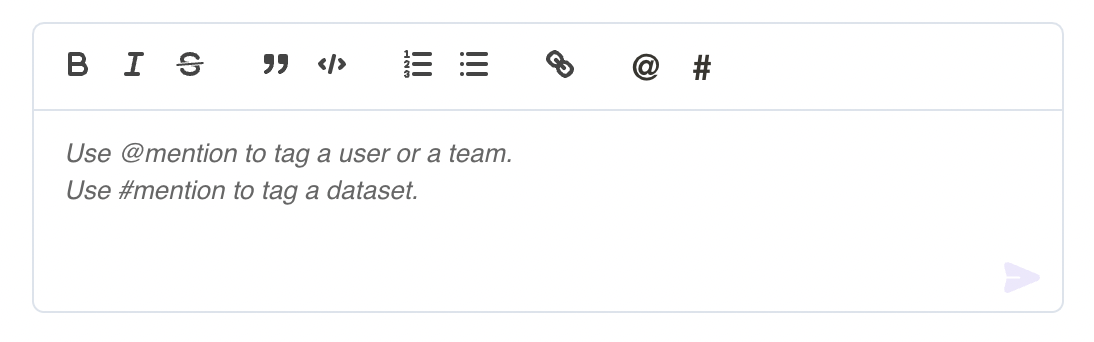 B I S @ #
Use @mention to tag a user or a team.
Use #mention to tag a dataset.